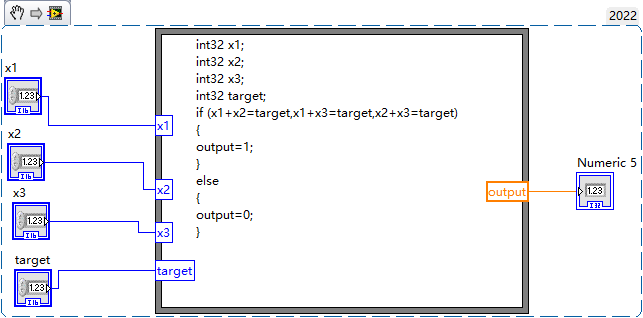 2022
x1
1.23
I16
x2
1.23
I16
x3
1.23
I16
target
1.23
I16
x1
x2
x3
target
int32 x1;
int32 x2;
int32 x3;
int32 target;
if (x1+x2=target,x1+x3=target,x2+x3=target)
{
output=1;
}
else
{
output=0;
}
output
Numeric 5
1.23
I32